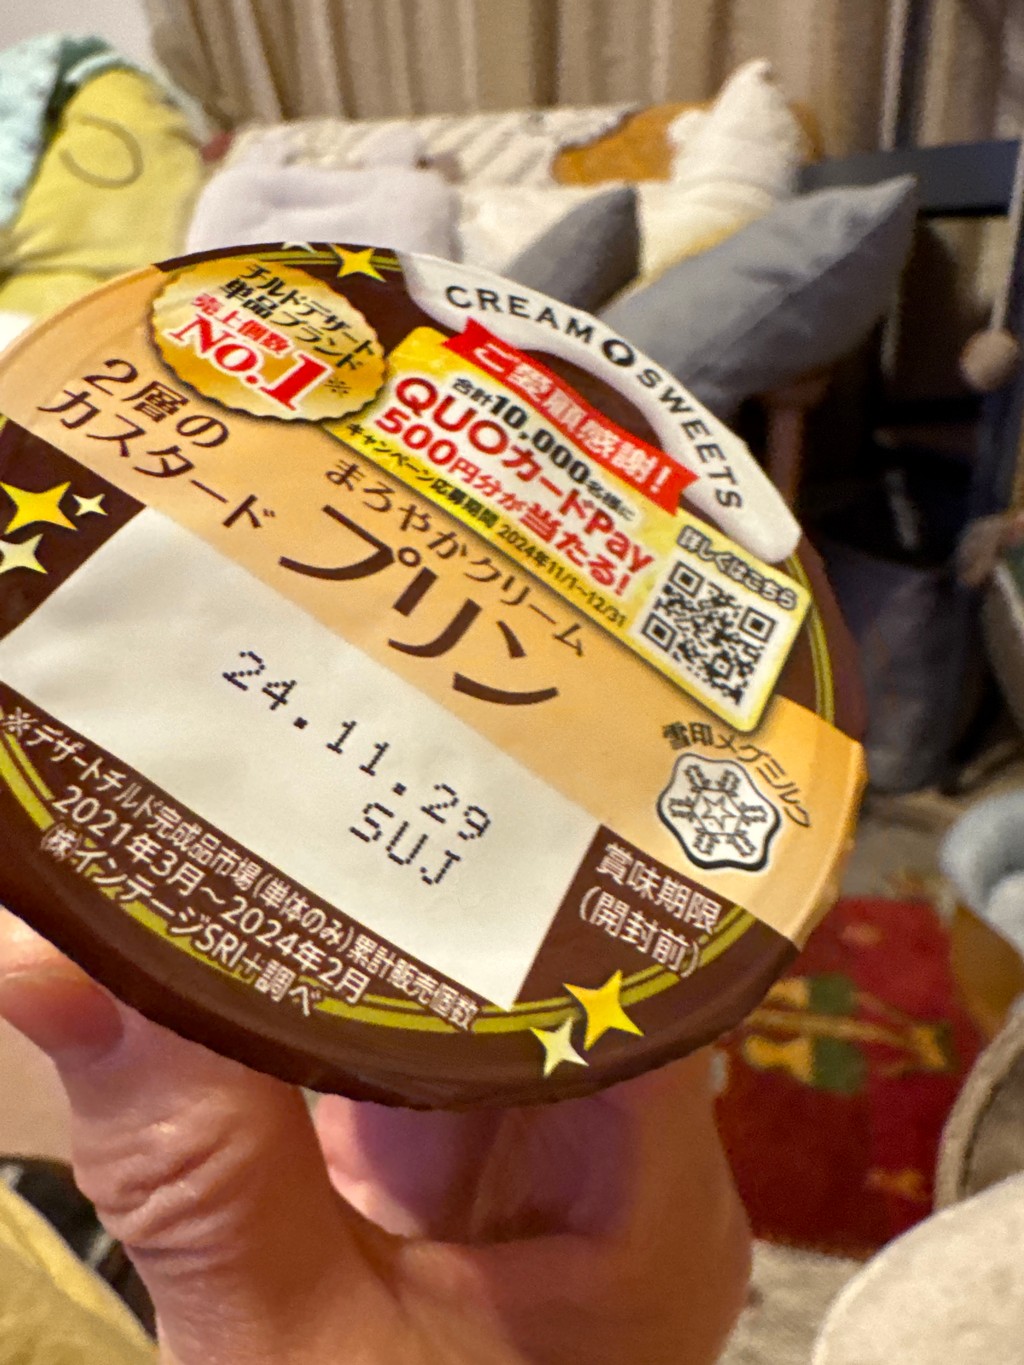 CREAM SWEETS
チルドデザート
単品ブランド
売上個数
NO.1※
ご愛顧感謝!
合計10,000名様に
QUOカードPay
500円分が当たる!
キャンペーン応募期間 2024年11/1~12/31
詳しくはこちら
2層の
カスタード
まろやかクリーム
プリン
雪印メグミルク
24.11.29
SUJ
賞味期限
(開封前)
※デザートチルド完成品市場(単体のみ)累計販売個数
2021年3月~2024年2月
(株)インテージSRI+調べ